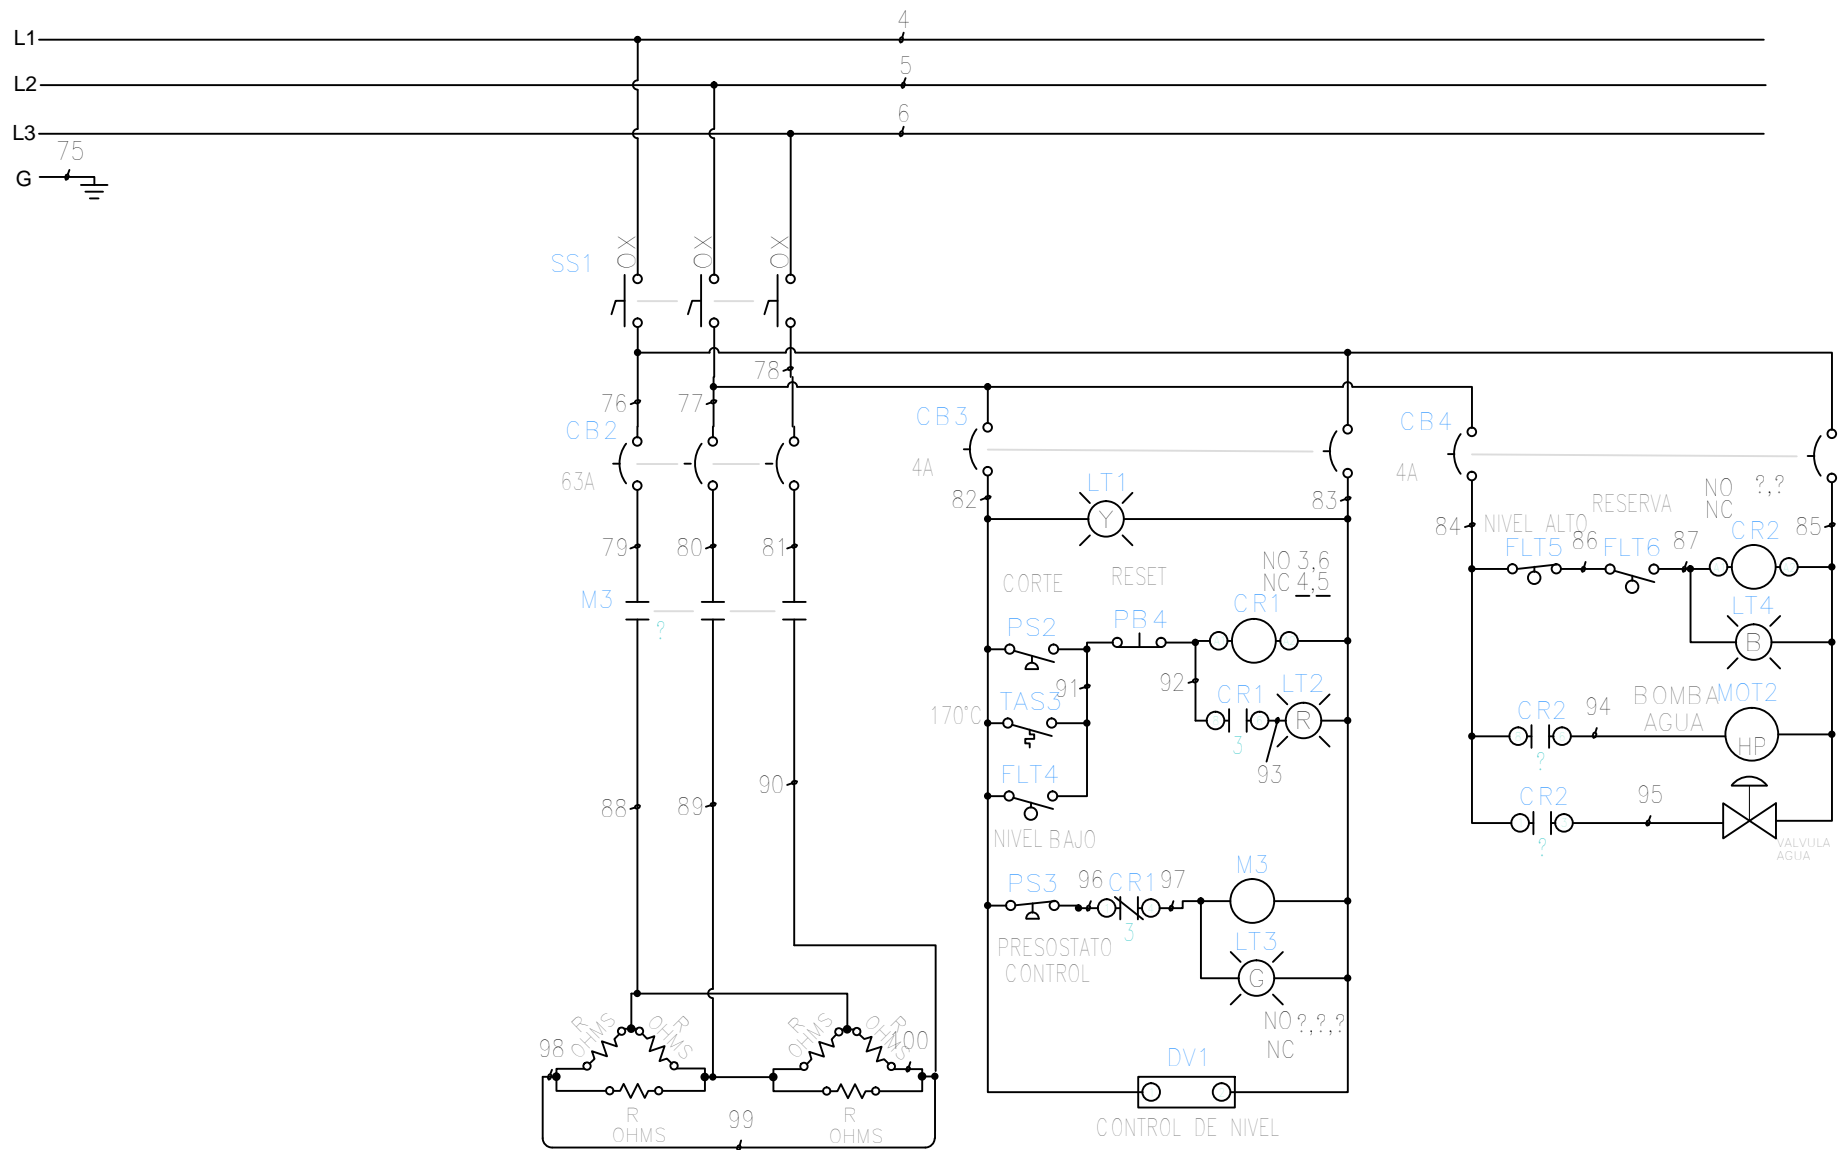 L1
4
L2
5
L3
6
G
75
OX
OX
OX
SS1
78
76
77
CB2
63A
CB3
4A
CB4
4A
82
LT1
Y
83
84
NIVEL ALTO
RESERVA
NO ?,?
NC
85
FLT5
86
FLT6
87
CR2
LT4
B
79
80
81
M3
?
CORTE
RESET
NO 3,6
NC 4,5
CR1
PS2
PB4
91
92
170°C
TAS3
CR1
3
LT2
R
93
FLT4
NIVEL BAJO
CR2
?
94
BOMBA
AGUA
MOT2
HP
CR2
?
95
VALVULA
AGUA
88
89
90
PS3
96
CR1
3
97
M3
PRESOSTATO
CONTROL
LT3
G
NO ?,?,?
NC
DV1
CONTROL DE NIVEL
98
R
OHMS
R
OHMS
R
OHMS
R
OHMS
100
R
OHMS
R
OHMS
99